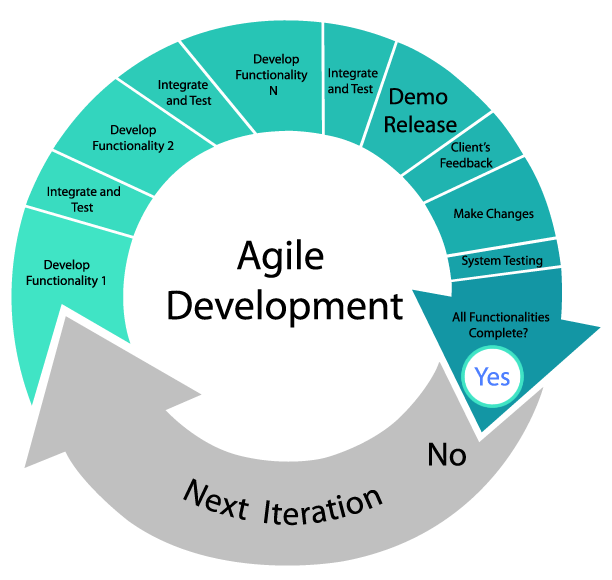 Develop
Functionality 1
Integrate and
Test
Develop
Functionality 2
Integrate
and Test
Develop
Functionality
N
Integrate
and Test
Demo
Release
Client's
Feedback
Make Changes
System Testing
All Functionalities
Complete?
Yes
No
Next Iteration
Agile
Development